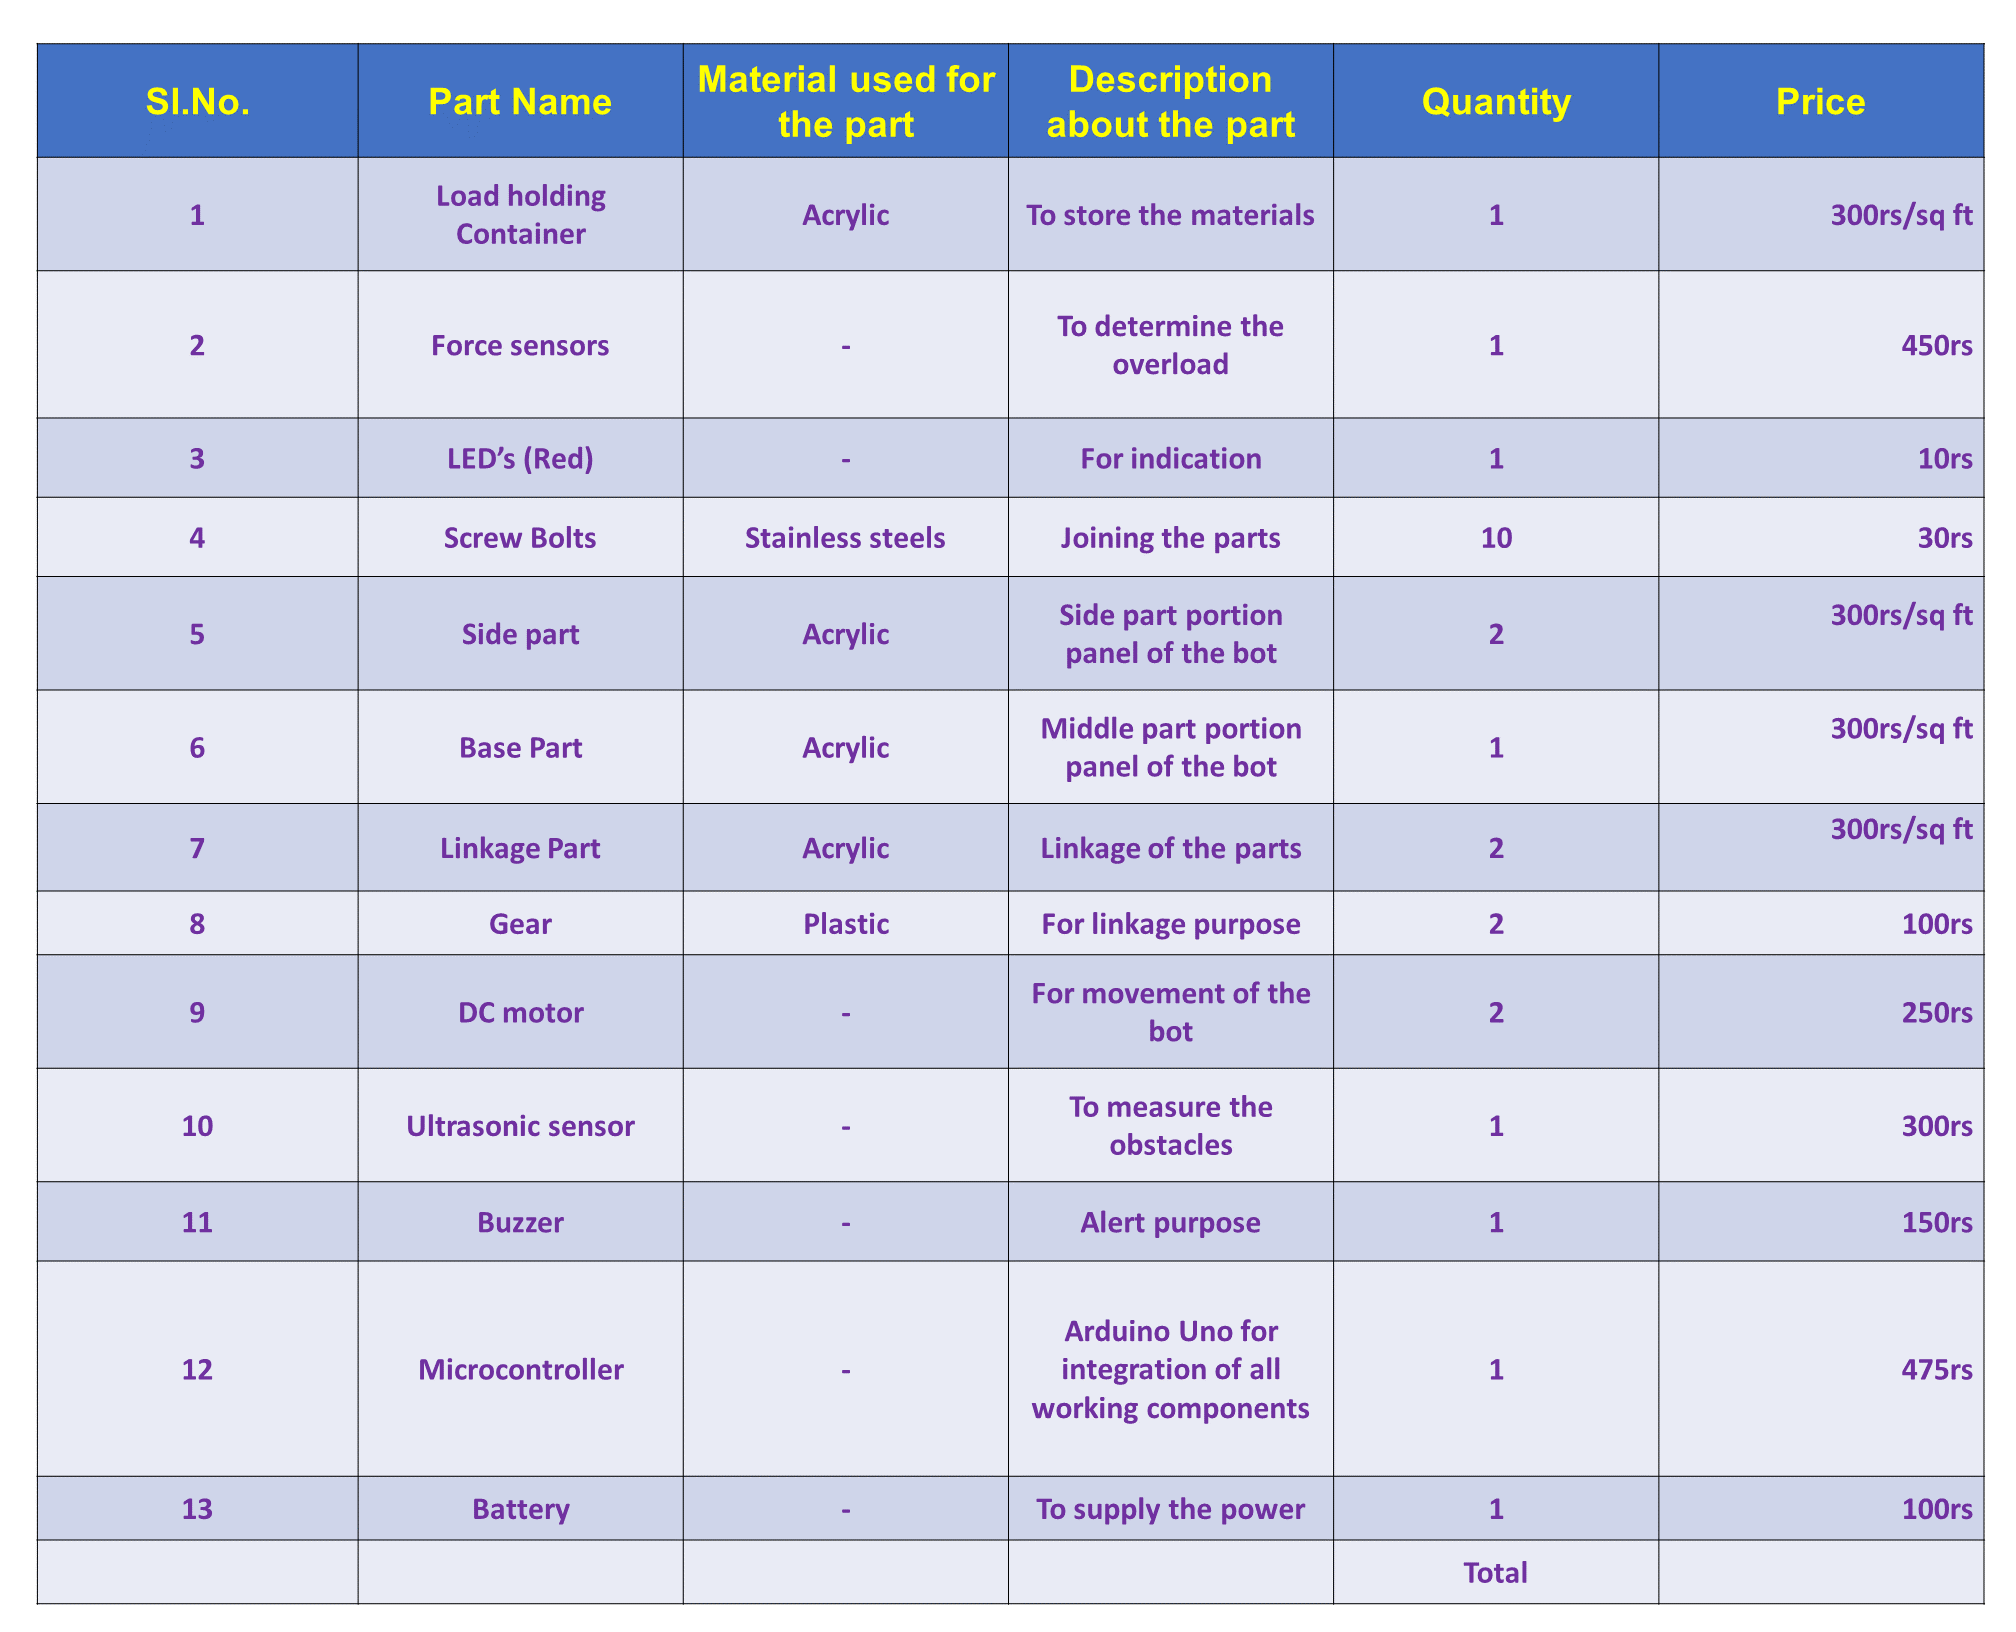 Sl.No. Part Name Material used for the part Description about the part Quantity Price
1 Load holding Container Acrylic To store the materials 1 300rs/sq ft
2 Force sensors - To determine the overload 1 450rs
3 LED’s (Red) - For indication 1 10rs
4 Screw Bolts Stainless steels Joining the parts 10 30rs
5 Side part Acrylic Side part portion panel of the bot 2 300rs/sq ft
6 Base Part Acrylic Middle part portion panel of the bot 1 300rs/sq ft
7 Linkage Part Acrylic Linkage of the parts 2 300rs/sq ft
8 Gear Plastic For linkage purpose 2 100rs
9 DC motor - For movement of the bot 2 250rs
10 Ultrasonic sensor - To measure the obstacles 1 300rs
11 Buzzer - Alert purpose 1 150rs
12 Microcontroller - Arduino Uno for integration of all working components 1 475rs
13 Battery - To supply the power 1 100rs
Total